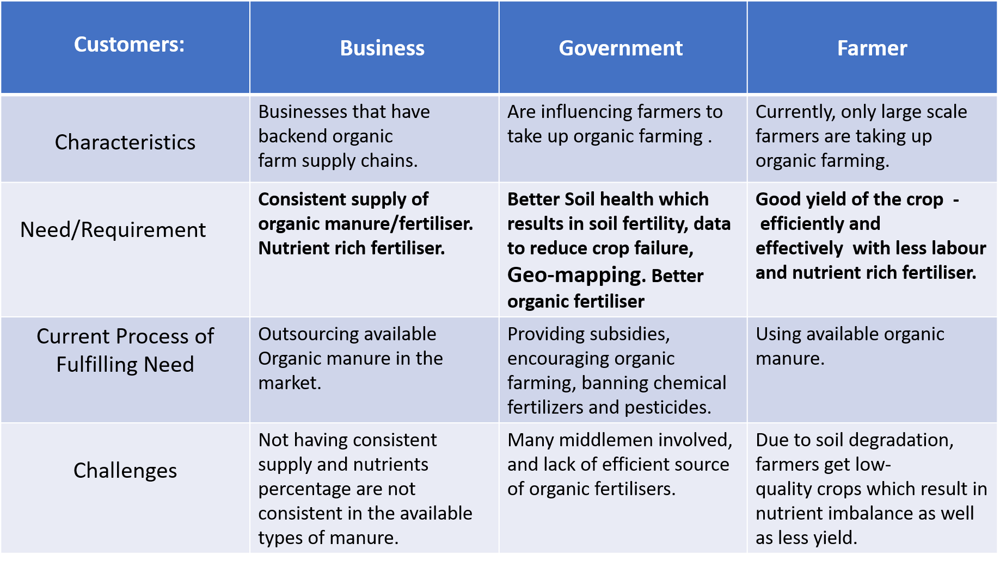 Customers:
Business
Government
Farmer
Characteristics
Businesses that have
backend organic
farm supply chains.
Are influencing farmers to
take up organic farming .
Currently, only large scale
farmers are taking up
organic farming.
Need/Requirement
Consistent supply of
organic manure/fertiliser.
Nutrient rich fertiliser.
Better Soil health which
results in soil fertility, data
to reduce crop failure,
Geo-mapping. Better
organic fertiliser
Good yield of the crop  -
efficiently and
effectively  with less labour
and nutrient rich fertiliser.
Current Process of
Fulfilling Need
Outsourcing available
Organic manure in the
market.
Providing subsidies,
encouraging organic
farming, banning chemical
fertilizers and pesticides.
Using available organic
manure.
Challenges
Not having consistent
supply and nutrients
percentage are not
consistent in the available
types of manure.
Many middlemen involved,
and lack of efficient source
of organic fertilisers.
Due to soil degradation,
farmers get low-
quality crops which result in
nutrient imbalance as well
as less yield.